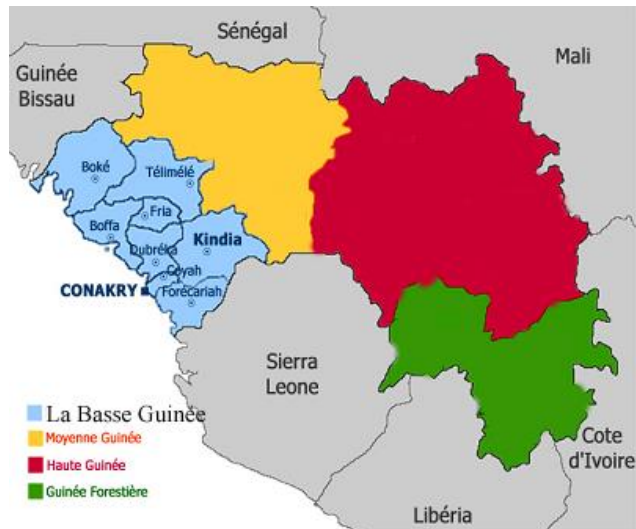 Sénégal
Mali
Guinée
Bissau
Boké
Télimélé
Fria
Boffa
Kindia
Dubréka
Coyah
CONAKRY
Forécariah
Sierra
Leone
La Basse Guinée
Moyenne Guinée
Haute Guinée
Guinée Forestière
Cote
d'Ivoire
Libéria